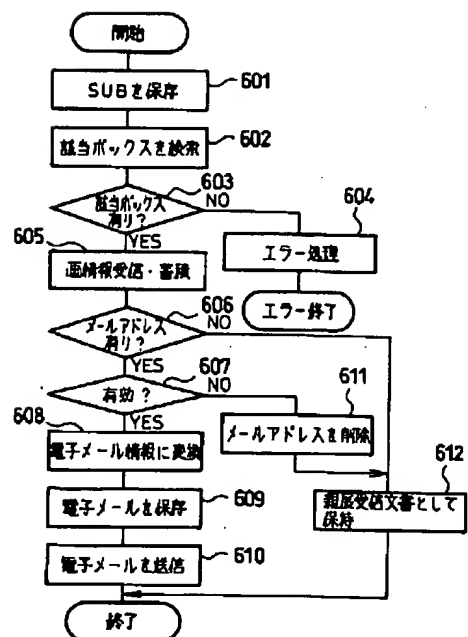 開始
SUBを保存
601
該当ボックスを検索
602
該当ボックス
有り?
603
NO
YES
604
エラー処理
エラー終了
605
画情報受信・蓄積
606
メールアドレス
有り?
NO
YES
607
有効?
NO
YES
611
メールアドレスを削除
608
電子メール情報に変換
612
親展受信文書として
保持
電子メールを保存
609
電子メールを送信
610
終了